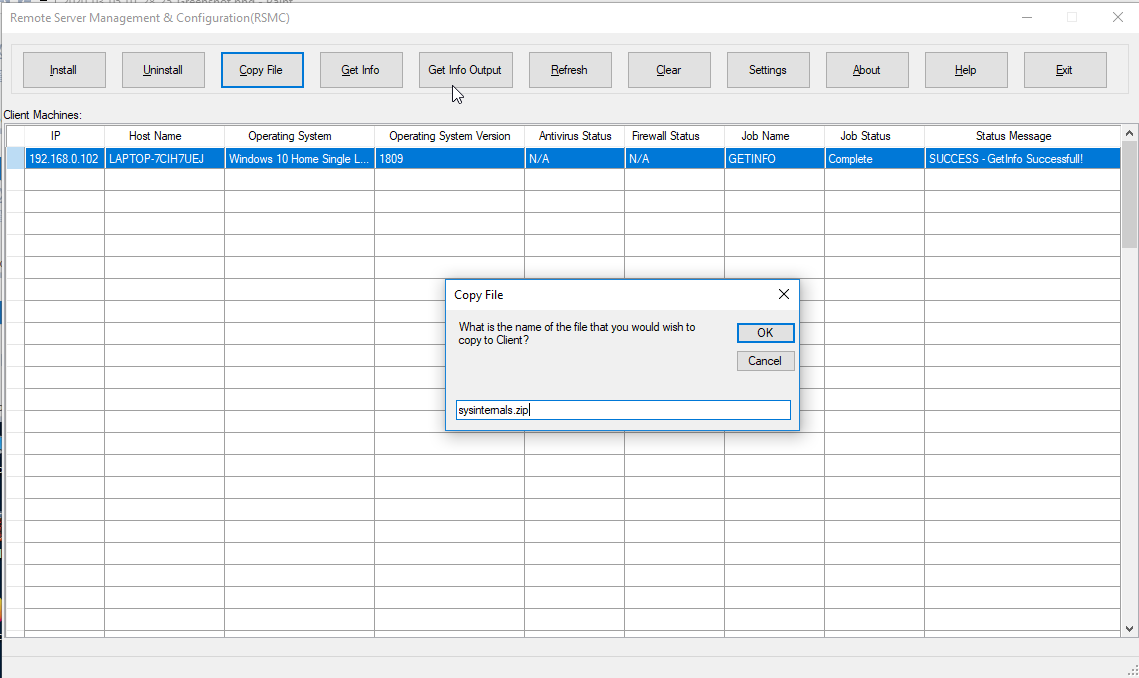 Remote Server Management & Configuration(RSMC)
Install Uninstall Copy File Get Info Get Info Output Refresh Clear Settings About Help Exit
Client Machines:
IP Host Name Operating System Operating System Version Antivirus Status Firewall Status Job Name Job Status Status Message
192.168.0.102 LAPTOP-7CIH7UEJ Windows 10 Home Single L... 1809 N/A N/A GETINFO Complete SUCCESS - GetInfo Successfull!
Copy File
What is the name of the file that you would wish to
copy to Client?
OK
Cancel
sysinternals.zip